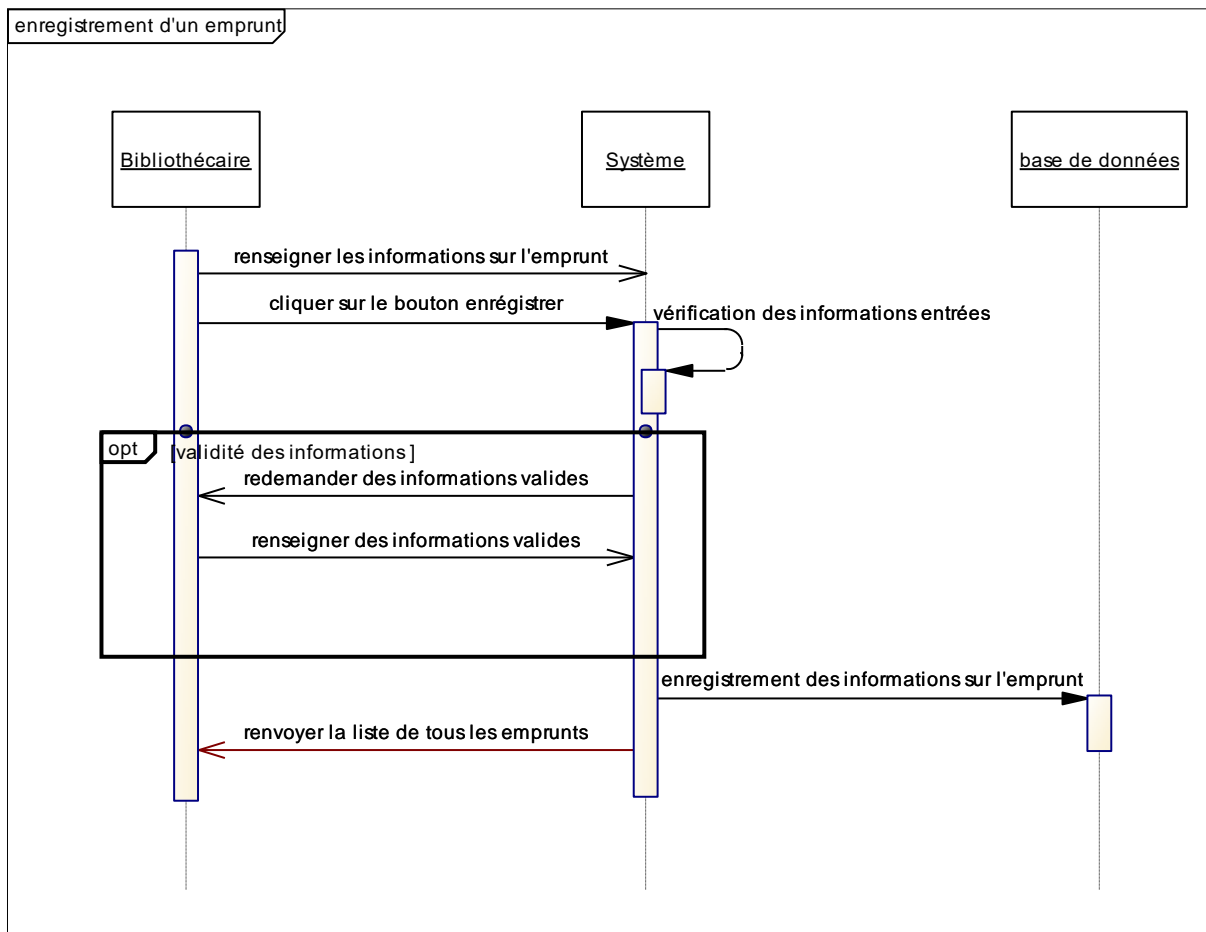 enregistrement d'un emprunt
Bibliothécaire
Système
base de données
renseigner les informations sur l'emprunt
cliquer sur le bouton enrégistrer
vérification des informations entrées
opt
[validité des informations ]
redemander des informations valides
renseigner des informations valides
enregistrement des informations sur l'emprunt
renvoyer la liste de tous les emprunts